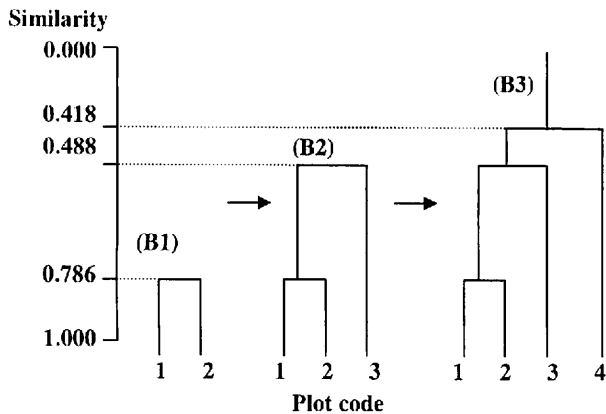 Similarity
0.000
(B3)
0.418
0.488
(B2)
(B1)
0.786
1.000
1 2 1 2 3 1 2 3 4
Plot code